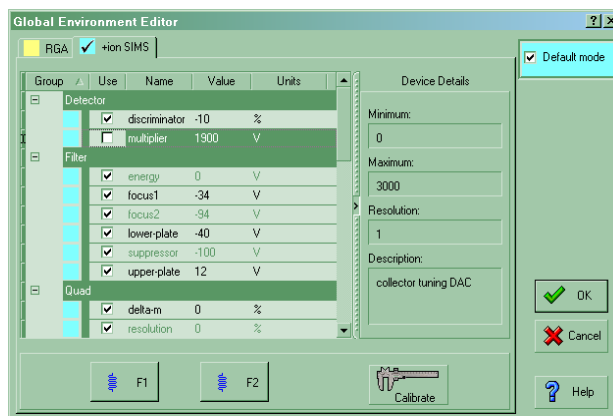 Global Environment Editor
RGA +ion SIMS
Default mode
Group Use Name Value Units
Detector
discriminator -10 %
multiplier 1900 V
Filter
energy 0 V
focus1 -34 V
focus2 -94 V
lower-plate -40 V
suppressor -100 V
upper-plate 12 V
Quad
delta-m 0 %
resolution 0 %
Device Details
Minimum:
0
Maximum:
3000
Resolution:
1
Description:
collector tuning DAC
OK
Cancel
Help
F1 F2 Calibrate